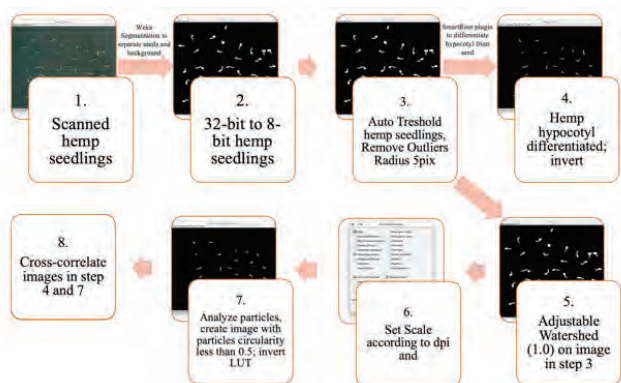 Weka
Segmentation to
separate seeds and
background
SmartRoot plugin
to differentiate
hypocotyl from
seed
1.
Scanned
hemp
seedlings
2.
32-bit to 8-
bit hemp
seedlings
3.
Auto Treshold
hemp seedlings,
Remove Outliers
Radius 5pix
4.
Hemp
hypocotyl
differentiated;
invert
8.
Cross-correlate
images in step
4 and 7
7.
Analyze particles,
create image with
particles circularity
less than 0.5; invert
LUT
6.
Set Scale
according to dpi
and
5.
Adjustable
Watershed
(1.0) on image
in step 3